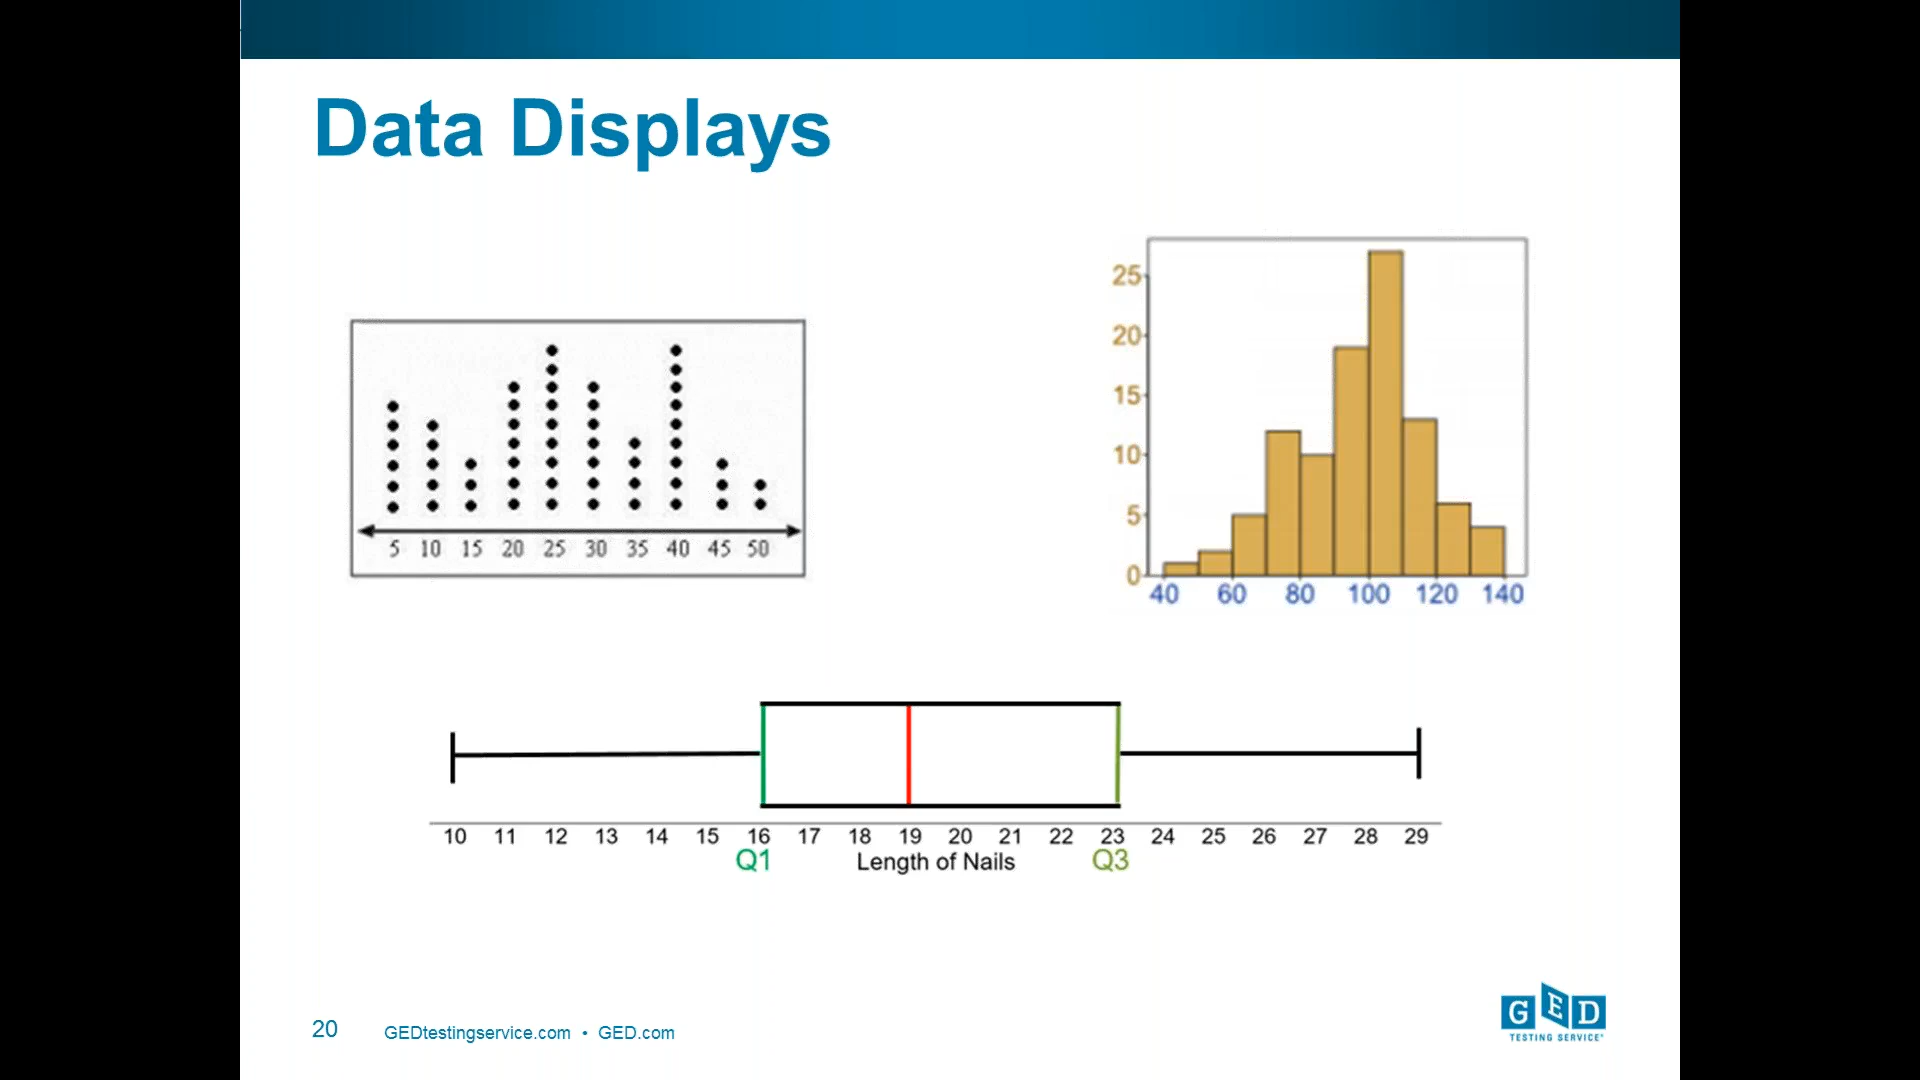 Data Displays
5 10 15 20 25 30 35 40 45 50
25
20
15
10
5
0
40 60 80 100 120 140
10 11 12 13 14 15 16 17 18 19 20 21 22 23 24 25 26 27 28 29
Q1 Length of Nails Q3
20 GEDtestingservice.com • GED.com
GED
TESTING SERVICE